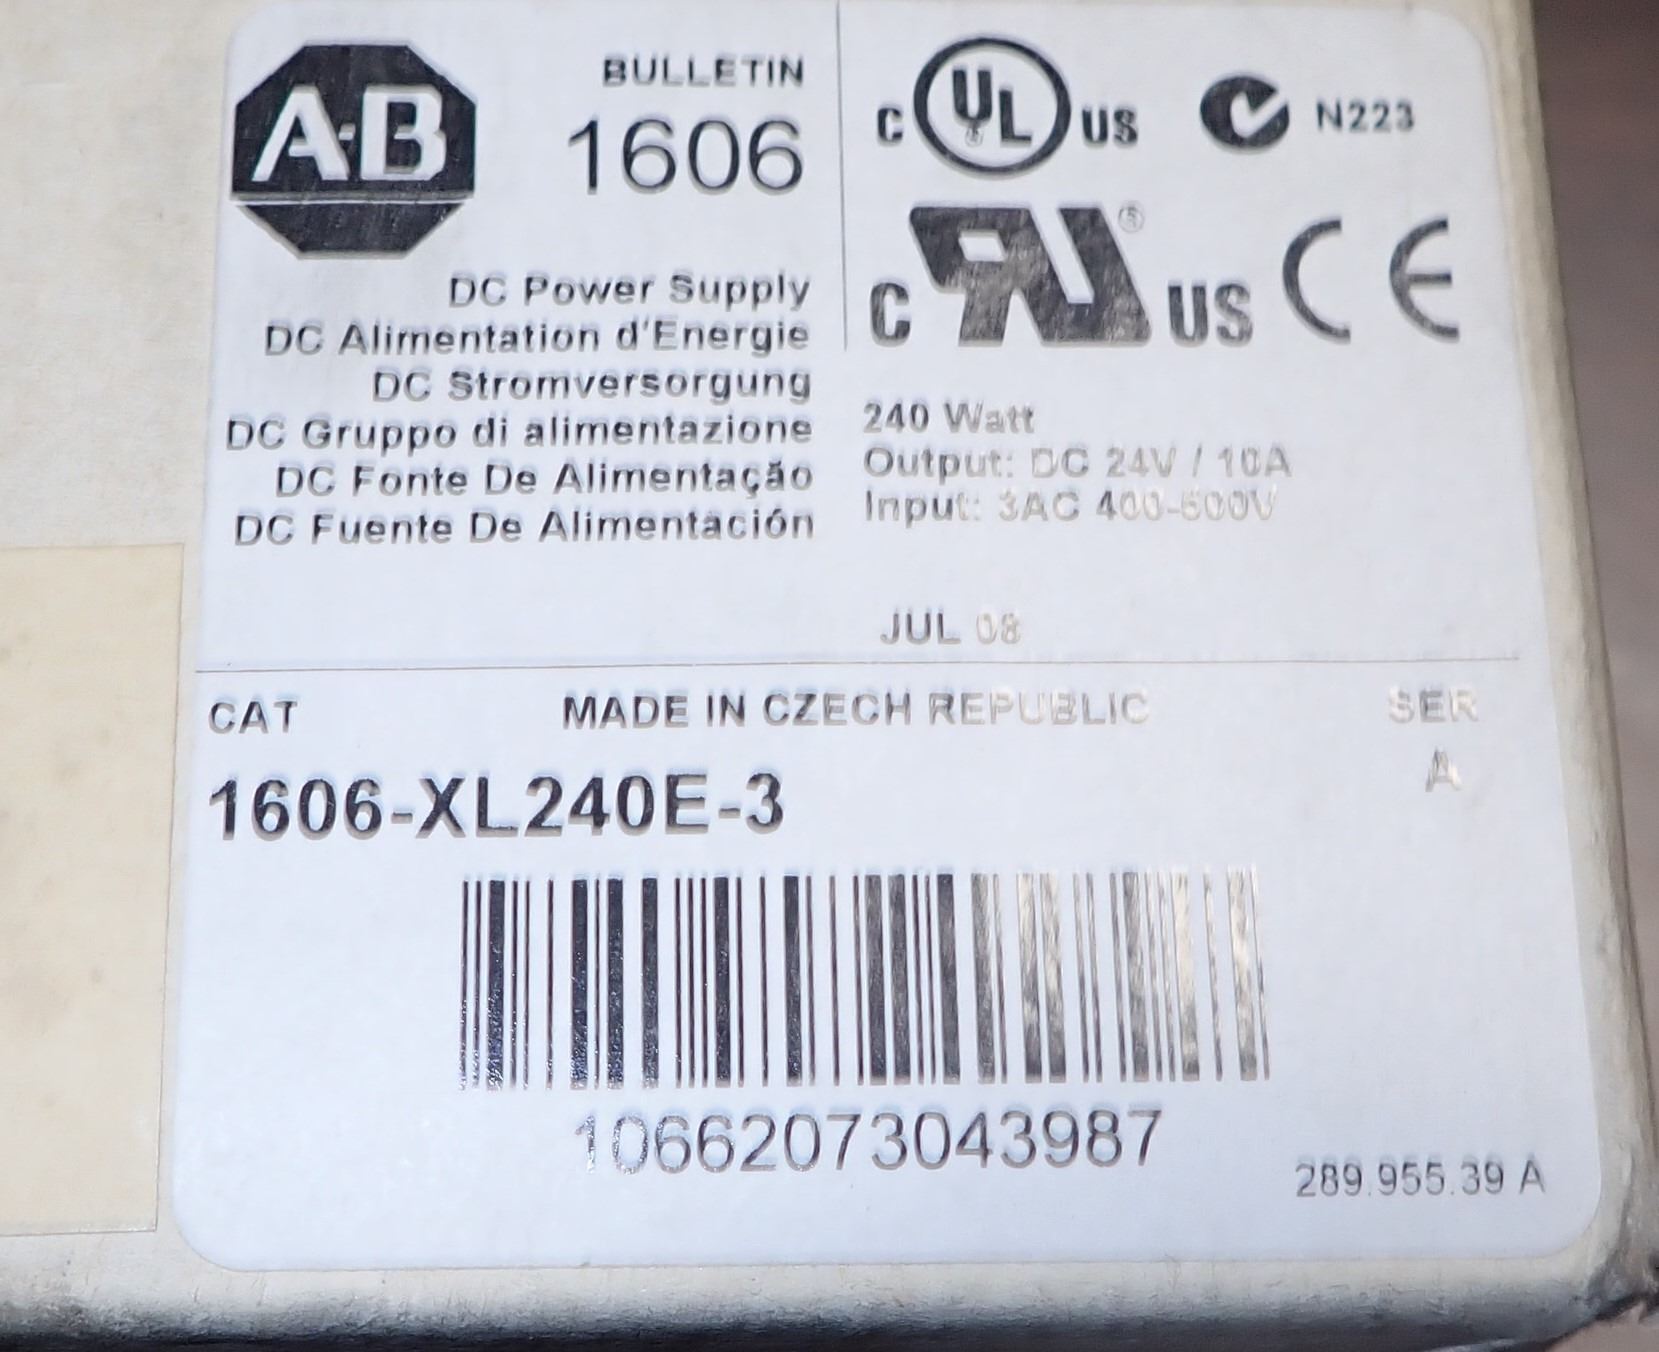 A-B
BULLETIN
1606
DC Power Supply
DC Alimentation d'Energie
DC Stromversorgung
DC Gruppo di alimentazione
DC Fonte De Alimentação
DC Fuente De Alimentación
C UL US
N223
C RU ® US CE
240 Watt
Output: DC 24V / 10A
Input: 3AC 400-500V
JUL 08
CAT
MADE IN CZECH REPUBLIC
SER
A
1606-XL240E-3
10662073043987
289.955.39 A